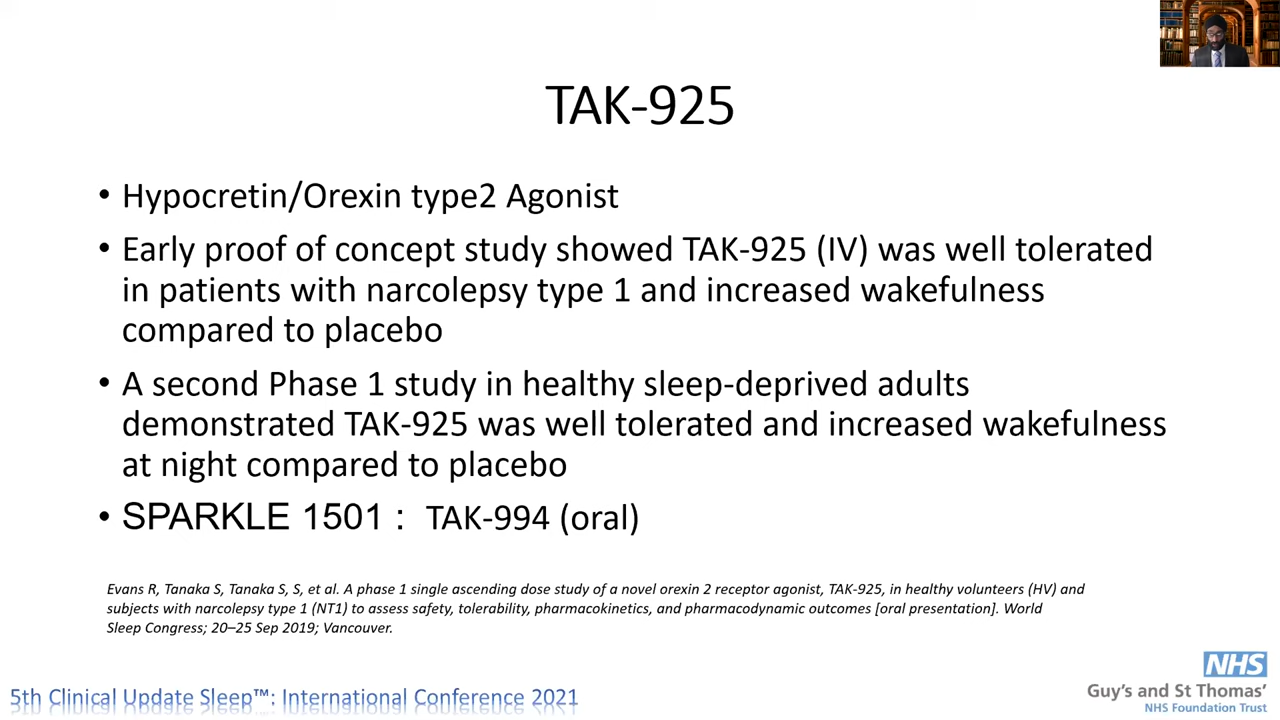 TAK-925
• Hypocretin/Orexin type2 Agonist
• Early proof of concept study showed TAK-925 (IV) was well tolerated
in patients with narcolepsy type 1 and increased wakefulness
compared to placebo
• A second Phase 1 study in healthy sleep-deprived adults
demonstrated TAK-925 was well tolerated and increased wakefulness
at night compared to placebo
• SPARKLE 1501 : TAK-994 (oral)
Evans R, Tanaka S, Tanaka S, S, et al. A phase 1 single ascending dose study of a novel orexin 2 receptor agonist, TAK-925, in healthy volunteers (HV) and
subjects with narcolepsy type 1 (NT1) to assess safety, tolerability, pharmacokinetics, and pharmacodynamic outcomes [oral presentation]. World
Sleep Congress; 20–25 Sep 2019; Vancouver.
5th Clinical Update Sleep™: International Conference 2021
NHS
Guy's and St Thomas'
NHS Foundation Trust